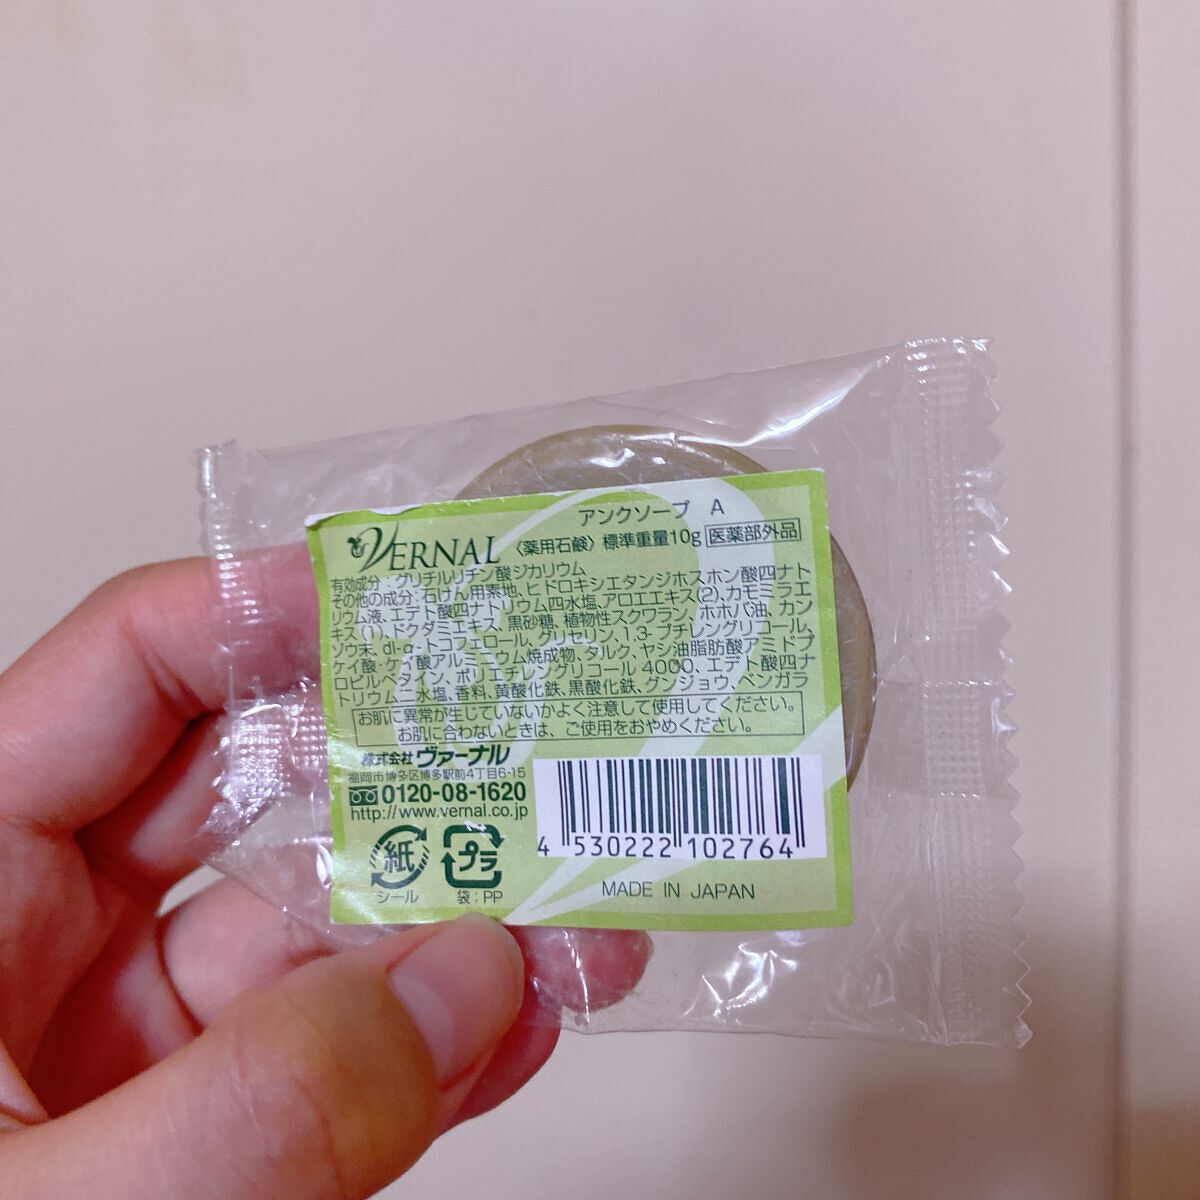 アンクソープ A
VERNAL 〈薬用石鹸〉標準重量10g 医薬部外品
有効成分：グリチルリチン酸ジカリウム
その他の成分：石けん用素地、ヒドロキシエタンジホスホン酸四ナト
リウム液、エデト酸四ナトリウム四水塩、アロエエキス(2)、カモミラエ
キス(1)、ドクダミエキス、黒砂糖、植物性スクワラン、ホホバ油、カン
ゾウ末、dl-α-トコフェロール、グリセリン、1,3-ブチレングリコール、
ケイ酸・ケイ酸アルミニウム焼成物、タルク、ヤシ油脂肪酸アミドプ
ロピルベタイン、ポリエチレングリコール4000、エデト酸四ナ
トリウム二水塩、香料、黄酸化鉄、黒酸化鉄、グンジョウ、ベンガラ
お肌に異常が生じていないかよく注意して使用してください。
お肌に合わないときは、ご使用をおやめください。
株式会社 ヴァーナル
福岡市博多区博多駅前4丁目6-15
0120-08-1620
http://www.vernal.co.jp
紙
シール
プラ
袋：PP
4 530222 102764
MADE IN JAPAN